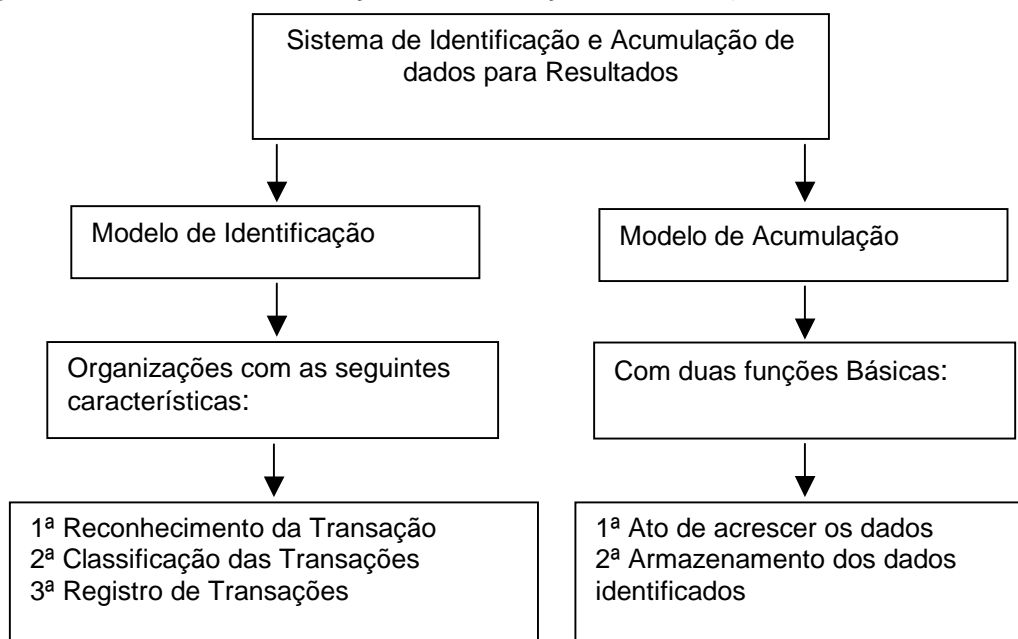 Sistema de Identificação e Acumulação de
dados para Resultados
Modelo de Identificação
Modelo de Acumulação
Organizações com as seguintes
característificas:
Com duas funções Básicas:
1ª Reconhecimento da Transação
2ª Classificação das Transações
3ª Registro de Transações
1ª Ato de acrescer os dados
2ª Armazenamento dos dados
identificados